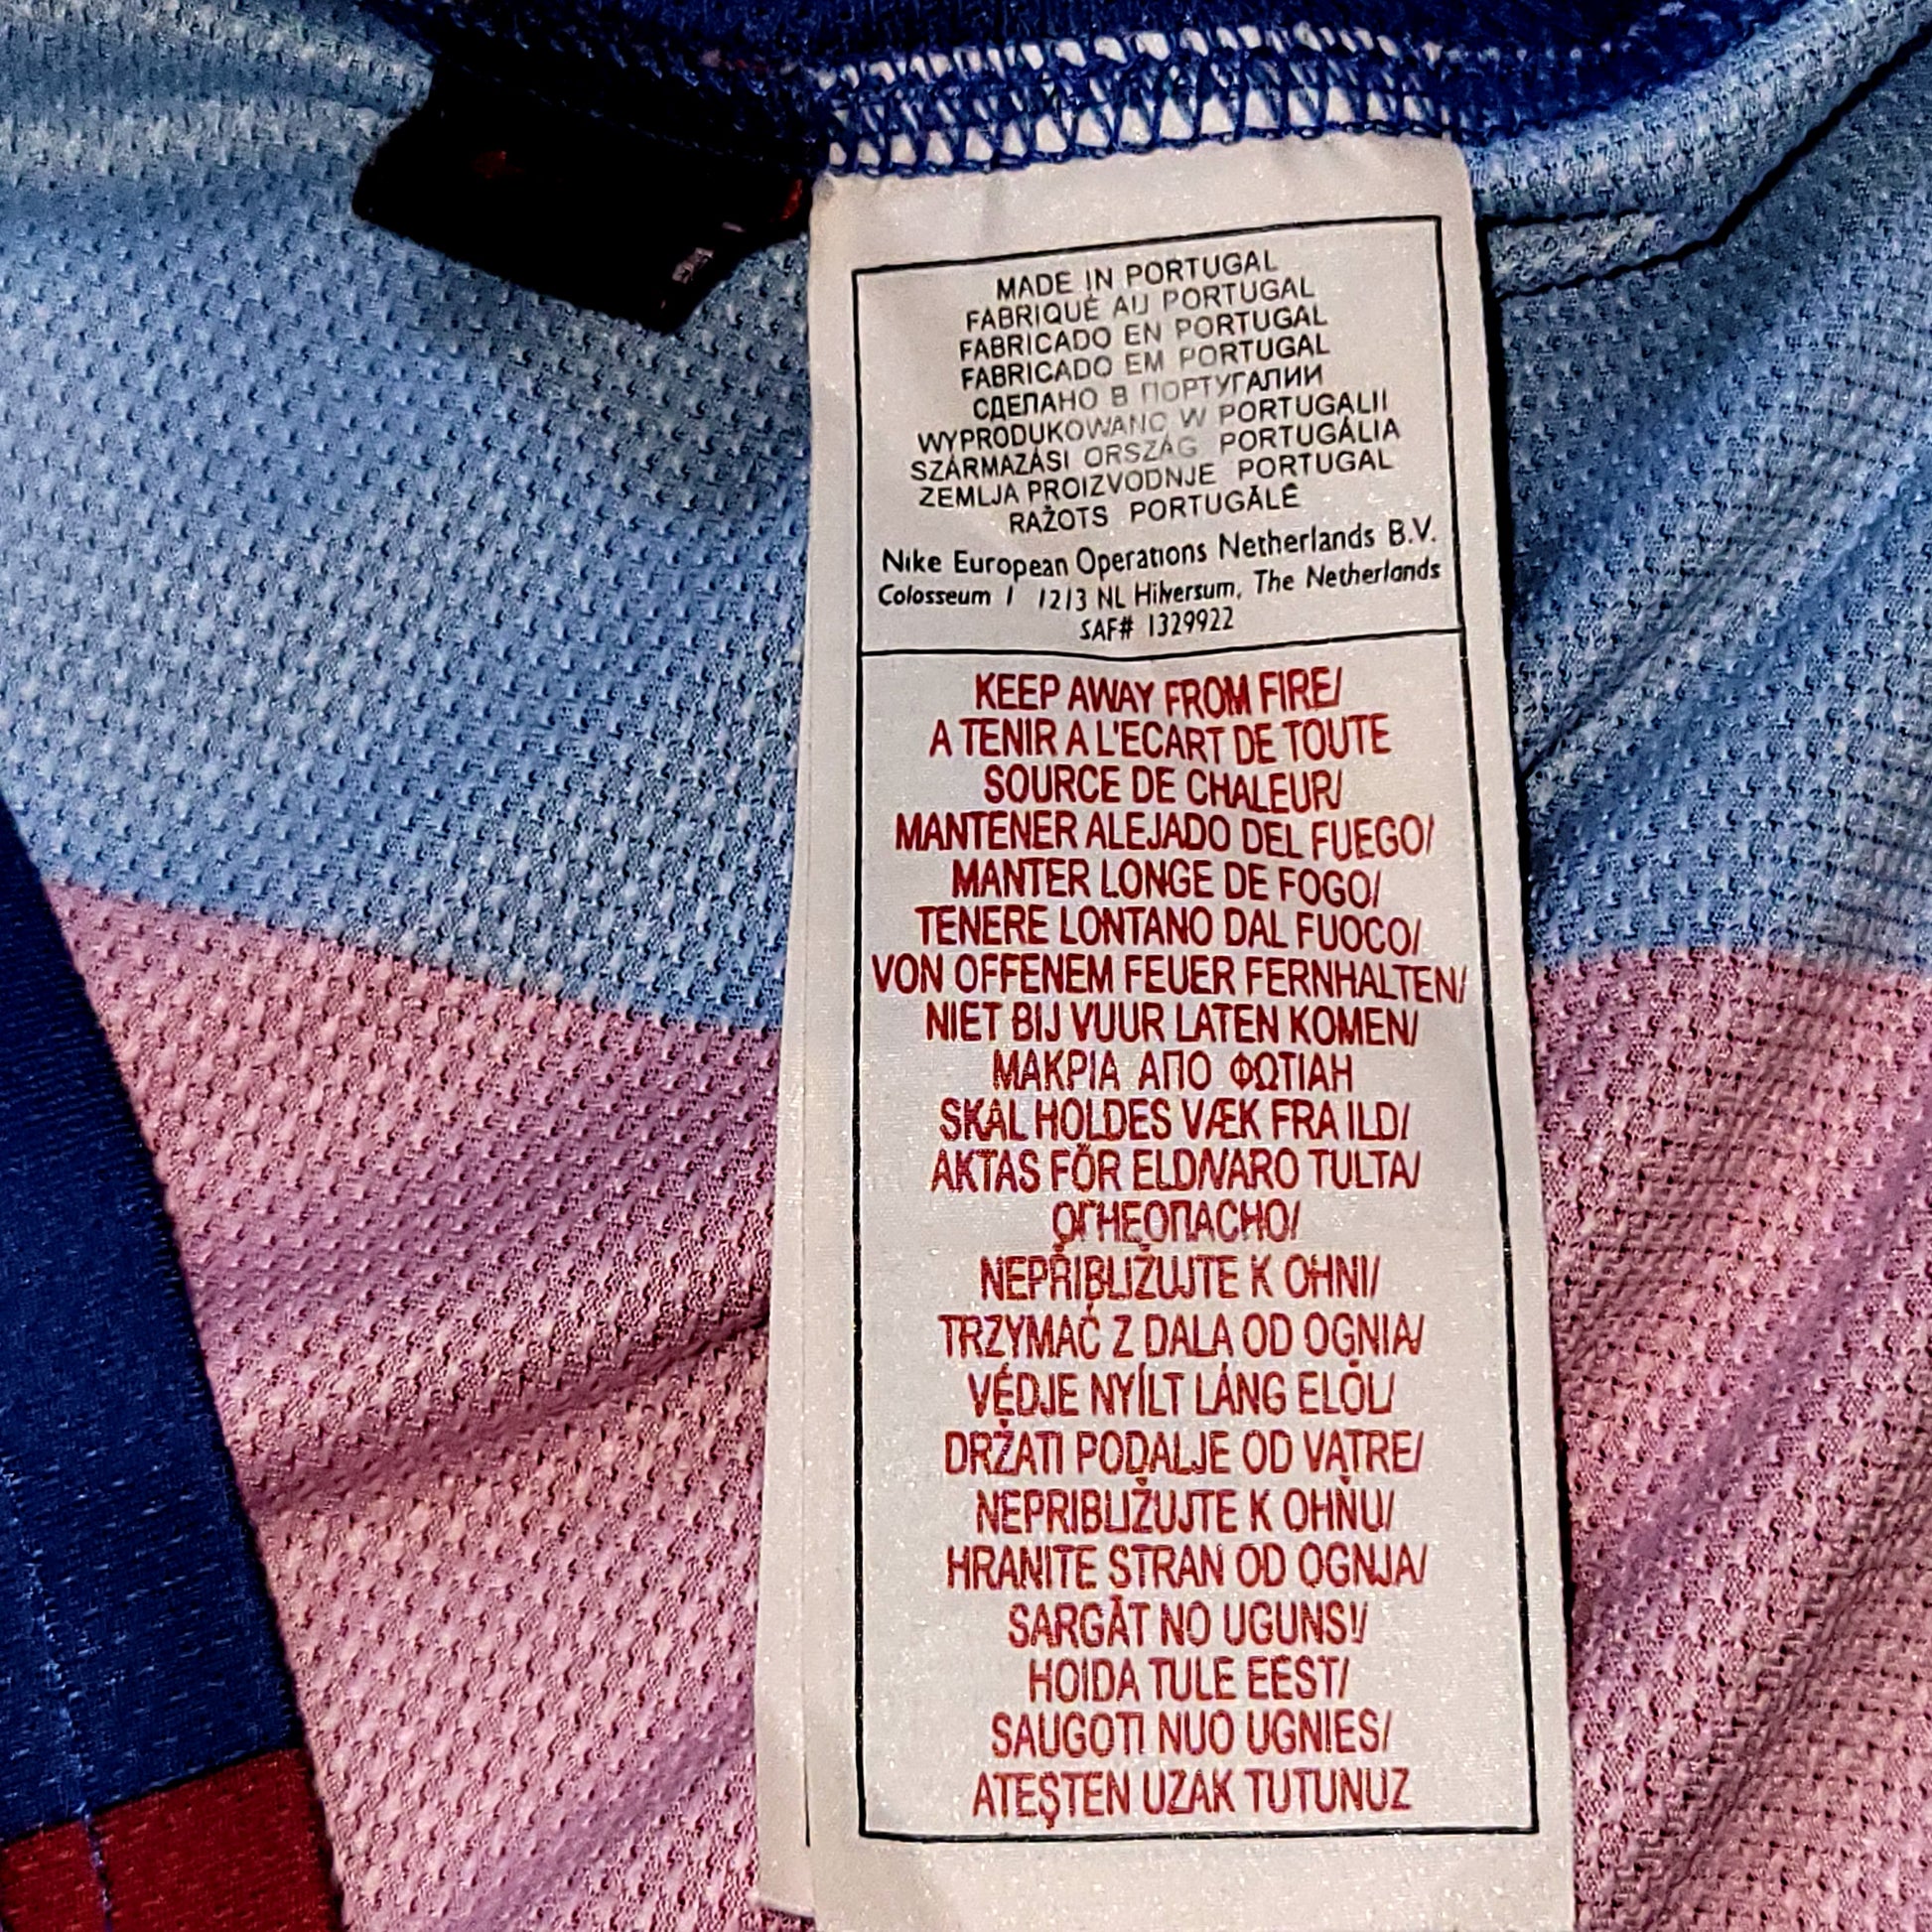 MADE IN PORTUGAL
FABRIQUÉ AU PORTUGAL
FABRICADO EN PORTUGAL
FABRICADO EM PORTUGAL
СДЕЛАНО В ПОРТУГАЛИИ
WYPRODUKOWANO W PORTUGALII
SZÁRMAZÁSI ORSZÁG PORTUGÁLIA
ZEMLJA PROIZVODNJE PORTUGAL
RAŽOTS PORTUGĀLĒ
Nike European Operations Netherlands B.V.
Colosseum 1 1213 NL Hilversum, The Netherlands
SAF# 1329922
KEEP AWAY FROM FIRE/
A TENIR A L'ECART DE TOUTE
SOURCE DE CHALEUR/
MANTENER ALEJADO DEL FUEGO/
MANTER LONGE DE FOGO/
TENERE LONTANO DAL FUOCO/
VON OFFENEM FEUER FERNHALTEN/
NIET BIJ VUUR LATEN KOMEN/
ΜΑΚΡΙΑ ΑΠΟ ΦΩΤΙΑΗ
SKAL HOLDES VÆK FRA ILD/
AKTAS FÖR ELD/VARO TULTA/
ОГНЕОПАСНО/
NEPŘIBLIŽUJTE K OHNI/
TRZYMAĆ Z DALA OD OGNIA/
VÉDJE NYÍLT LÁNG ELŐL/
DRŽATI PODALJE OD VATRE/
NEPRIBLIŽUJTE K OHŇU/
HRANITE STRAN OD OGNJA/
SARGĀT NO UGUNS!/
HOIDA TULE EEST/
SAUGOTI NUO UGNIES/
ATEŞTEN UZAK TUTUNUZ